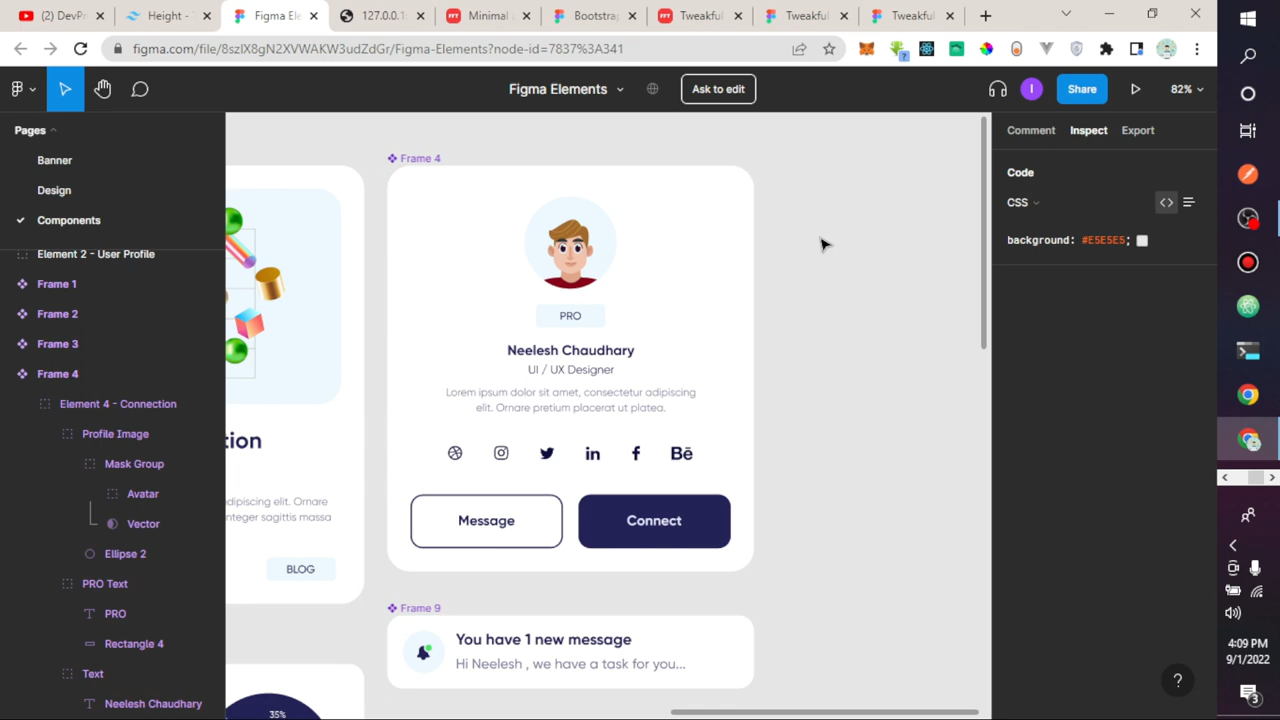 (2) DevPr
Height -
Figma Ele
127.0.0.1:
Minimal
Bootstrap
Tweakful
Tweakful
Tweakful
figma.com/file/8szIX8gN2XVWAKW3udZdGr/Figma-Elements?node-id=7837%3A341
Figma Elements
Ask to edit
I
Share
82%
Pages
Banner
Design
Components
Element 2 - User Profile
Frame 1
Frame 2
Frame 3
Frame 4
Element 4 - Connection
Profile Image
Mask Group
Avatar
Vector
Ellipse 2
PRO Text
PRO
Rectangle 4
Text
Neelesh Chaudhary
tion
dipiscing elit. Ornare
nteger sagittis massa
BLOG
35%
Frame 4
PRO
Neelesh Chaudhary
UI / UX Designer
Lorem ipsum dolor sit amet, consectetur adipiscing
elit. Ornare pretium placerat ut platea.
in f Bē
Message
Connect
Frame 9
You have 1 new message
Hi Neelesh , we have a task for you...
Comment
Inspect
Export
Code
CSS
background: #E5E5E5;
?
4:09 PM
9/1/2022
3